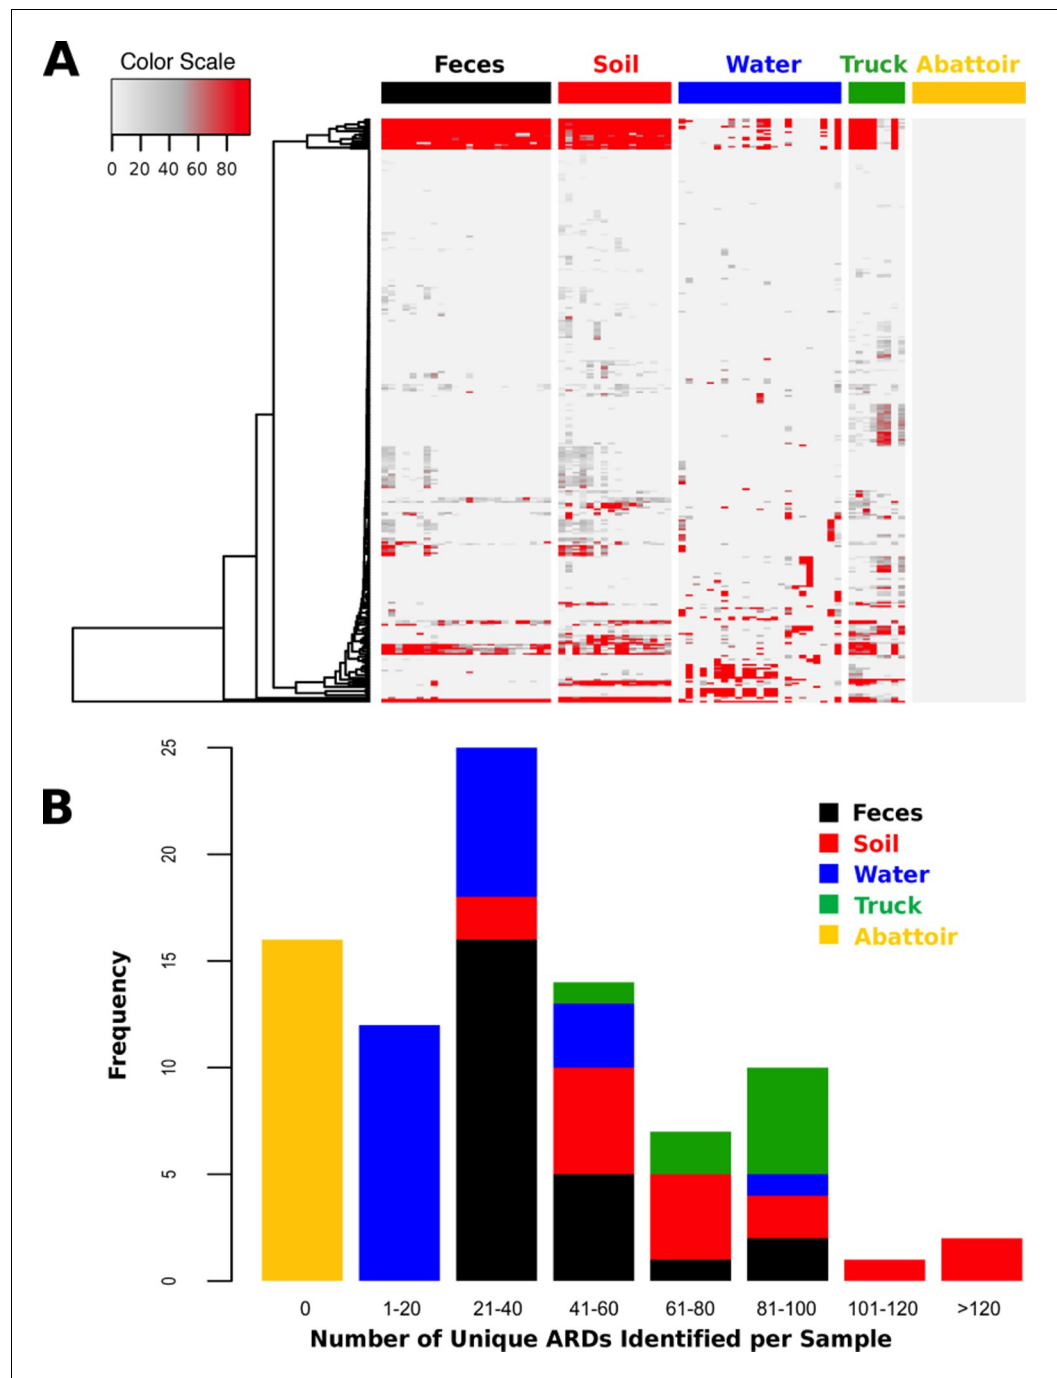 A
Color Scale
0 20 40 60 80
Feces Soil Water Truck Abattoir
B
Frequency
25
20
15
10
5
0
Feces
Soil
Water
Truck
Abattoir
0 1-20 21-40 41-60 61-80 81-100 101-120 >120
Number of Unique ARDs Identified per Sample